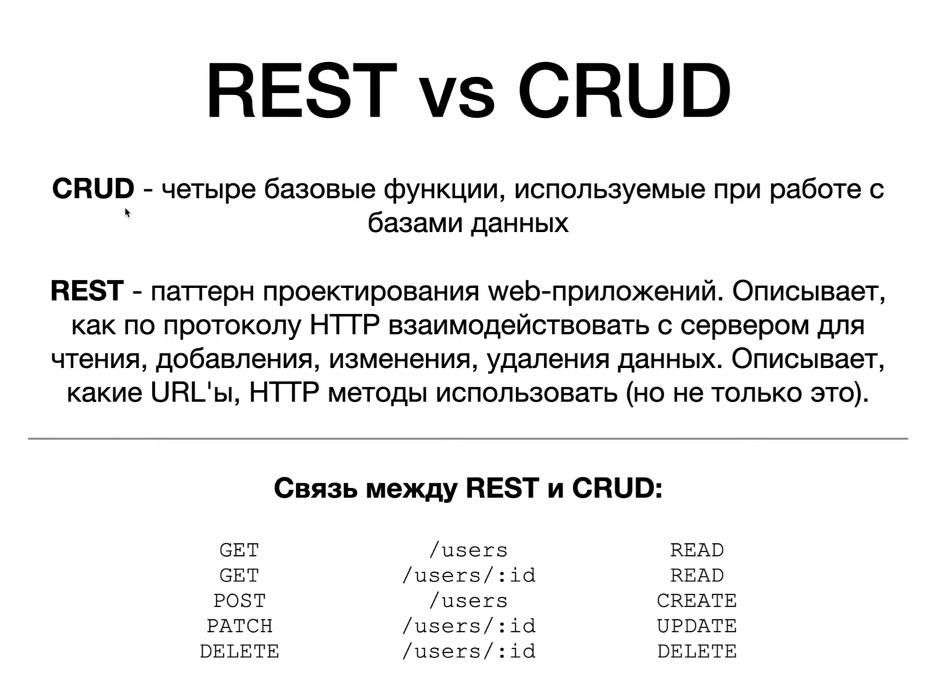 REST vs CRUD
CRUD - четыре базовые функции, используемые при работе с
базами данных
REST - паттерн проектирования web-приложений. Описывает,
как по протоколу HTTP взаимодействовать с сервером для
чтения, добавления, изменения, удаления данных. Описывает,
какие URL'ы, HTTP методы использовать (но не только это).
Связь между REST и CRUD:
GET /users READ
GET /users/:id READ
POST /users CREATE
PATCH /users/:id UPDATE
DELETE /users/:id DELETE